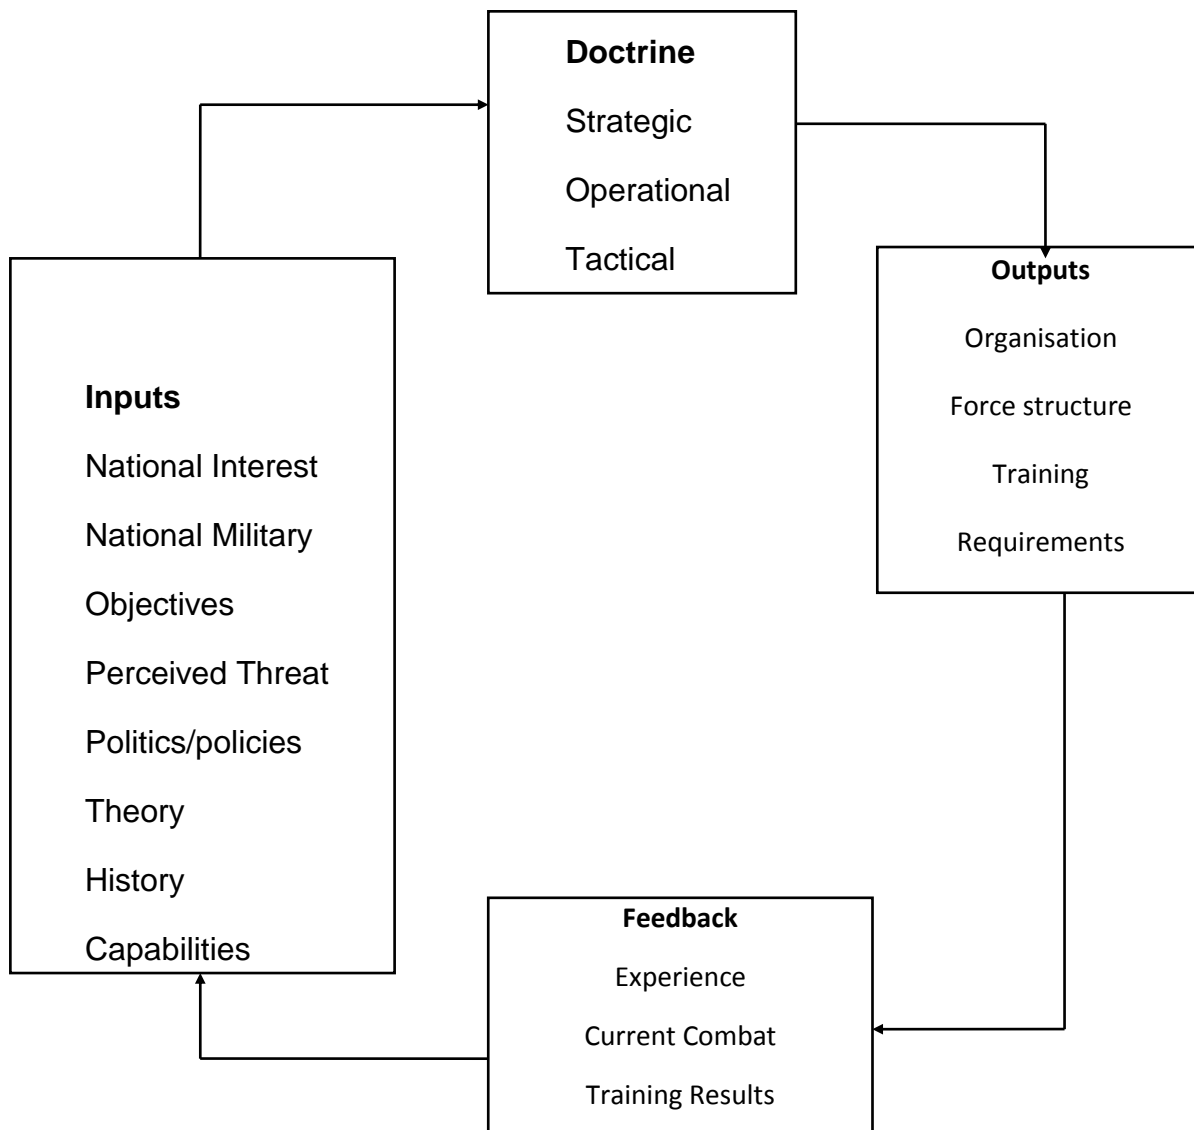 Doctrine
Strategic
Operational
Tactical
Outputs
Organisation
Force structure
Training
Requirements
Inputs
National Interest
National Military
Objectives
Perceived Threat
Politics/policies
Theory
History
Capabilities
Feedback
Experience
Current Combat
Training Results